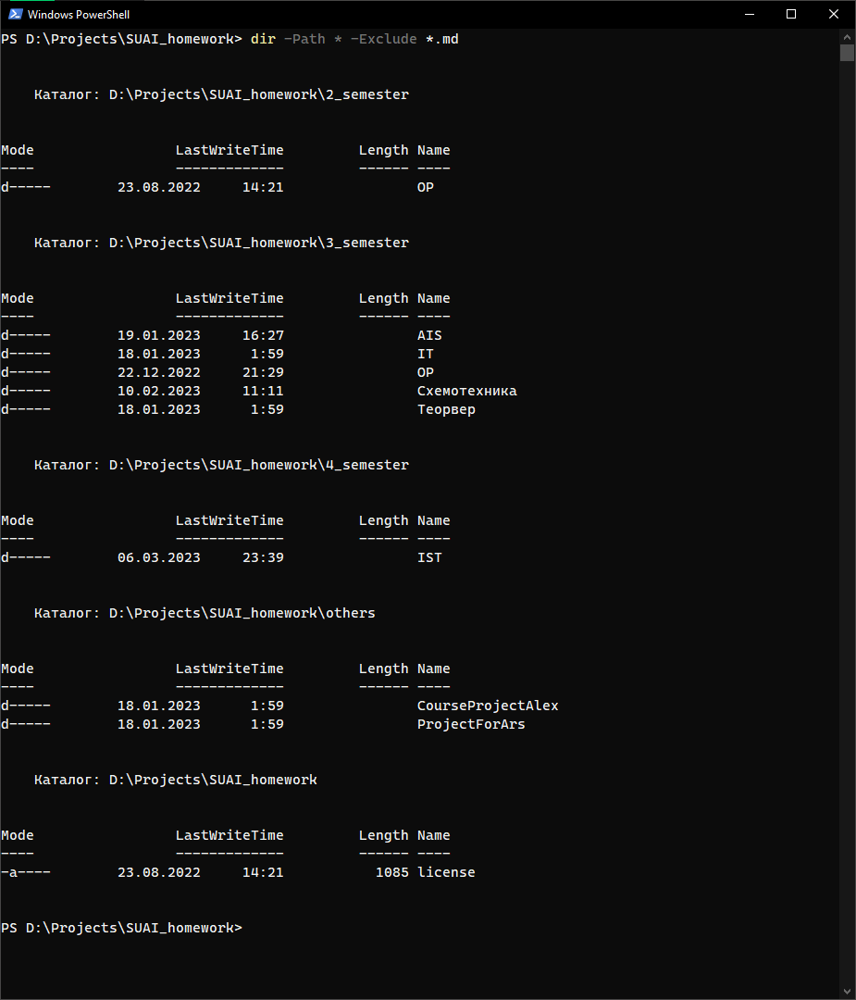 Windows PowerShell
PS D:\Projects\SUAI_homework> dir -Path * -Exclude *.md
Каталог: D:\Projects\SUAI_homework\2_semester
Mode LastWriteTime Length Name
---- ------------- ------ ----
d----- 23.08.2022 14:21 OP
Каталог: D:\Projects\SUAI_homework\3_semester
Mode LastWriteTime Length Name
---- ------------- ------ ----
d----- 19.01.2023 16:27 AIS
d----- 18.01.2023 1:59 IT
d----- 22.12.2022 21:29 OP
d----- 10.02.2023 11:11 Схемотехника
d----- 18.01.2023 1:59 Теорвер
Каталог: D:\Projects\SUAI_homework\4_semester
Mode LastWriteTime Length Name
---- ------------- ------ ----
d----- 06.03.2023 23:39 IST
Каталог: D:\Projects\SUAI_homework\others
Mode LastWriteTime Length Name
---- ------------- ------ ----
d----- 18.01.2023 1:59 CourseProjectAlex
d----- 18.01.2023 1:59 ProjectForArs
Каталог: D:\Projects\SUAI_homework
Mode LastWriteTime Length Name
---- ------------- ------ ----
-a---- 23.08.2022 14:21 1085 license
PS D:\Projects\SUAI_homework>